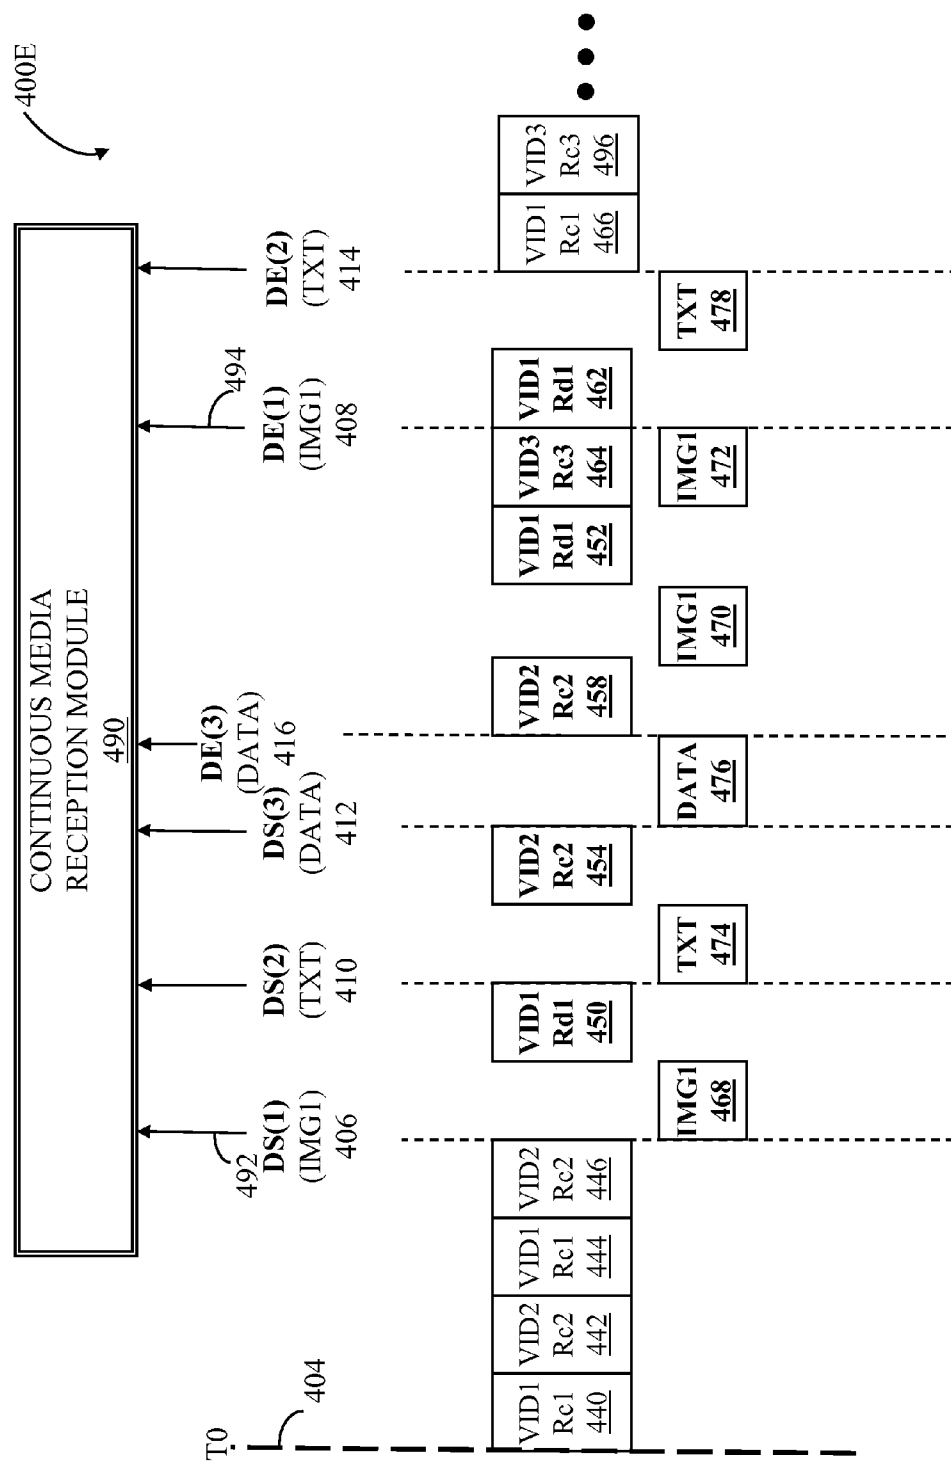 400E
CONTINUOUS MEDIA
RECEPTION MODULE
490
492
494
DS(1)
(IMG1)
406
DS(2)
(TXT)
410
DS(3)
(DATA)
412
DE(3)
(DATA)
416
DE(1)
(IMG1)
408
DE(2)
(TXT)
414
T0
404
VID1
Rc1
440
VID2
Rc2
442
VID1
Rc1
444
VID2
Rc2
446
VID1
Rd1
450
VID2
Rc2
454
VID2
Rc2
458
VID1
Rd1
452
VID3
Rc3
464
VID1
Rd1
462
VID1
Rc1
466
VID3
Rc3
496
IMG1
468
TXT
474
DATA
476
IMG1
470
IMG1
472
TXT
478